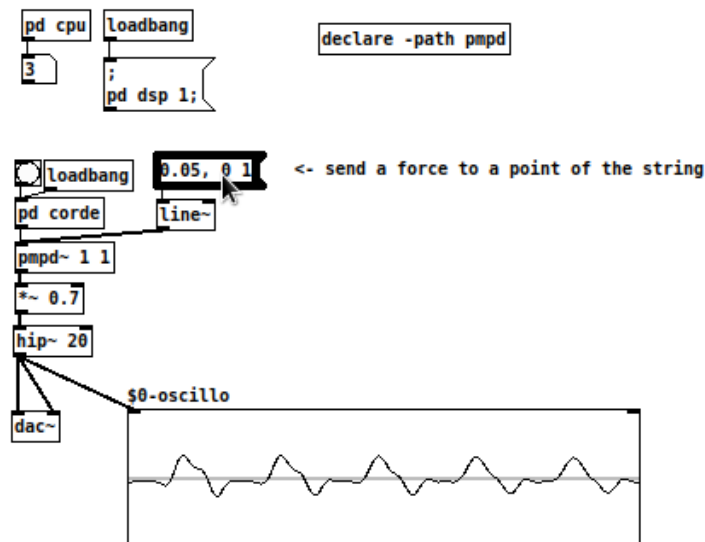 pd cpu
loadbang
declare -path pmpd
3
;
pd dsp 1;
loadbang
0.05, 0 1
<- send a force to a point of the string
pd corde
line~
pmpd~ 1 1
*~ 0.7
hip~ 20
$0-oscillo
dac~